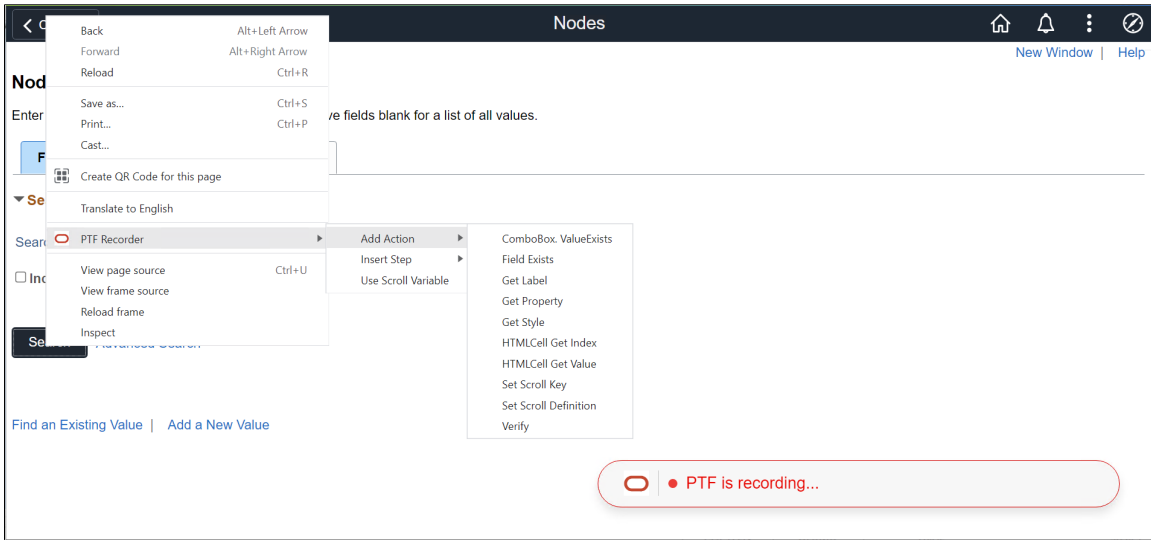 Nodes
New Window | Help
Back Alt+Left Arrow
Forward Alt+Right Arrow
Reload Ctrl+R
Save as... Ctrl+S
Print... Ctrl+P
Cast...
Create QR Code for this page
Translate to English
PTF Recorder
View page source Ctrl+U
View frame source
Reload frame
Inspect
Add Action
Insert Step
Use Scroll Variable
ComboBox. ValueExists
Field Exists
Get Label
Get Property
Get Style
HTMLCell Get Index
HTMLCell Get Value
Set Scroll Key
Set Scroll Definition
Verify
Nod
Enter ve fields blank for a list of all values.
F
Se
Sear
Inc
Find an Existing Value | Add a New Value
PTF is recording...